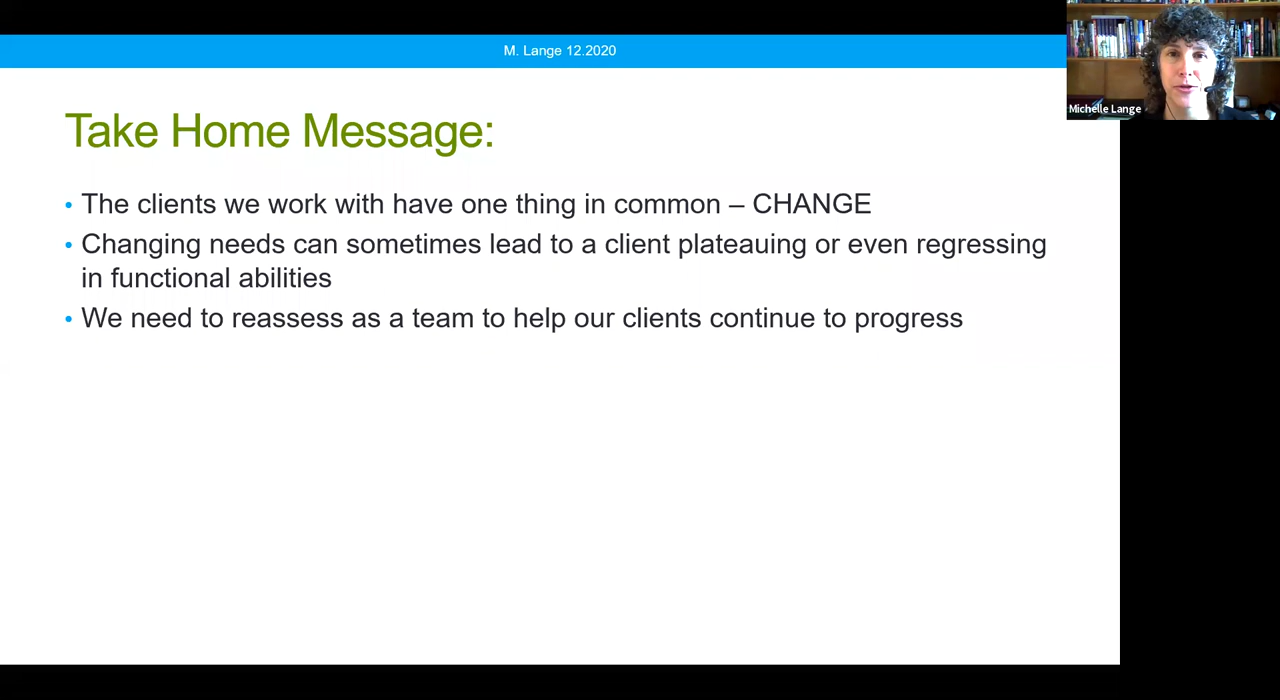 M. Lange 12.2020
Michelle Lange
Take Home Message:
• The clients we work with have one thing in common – CHANGE
• Changing needs can sometimes lead to a client plateauing or even regressing
in functional abilities
• We need to reassess as a team to help our clients continue to progress